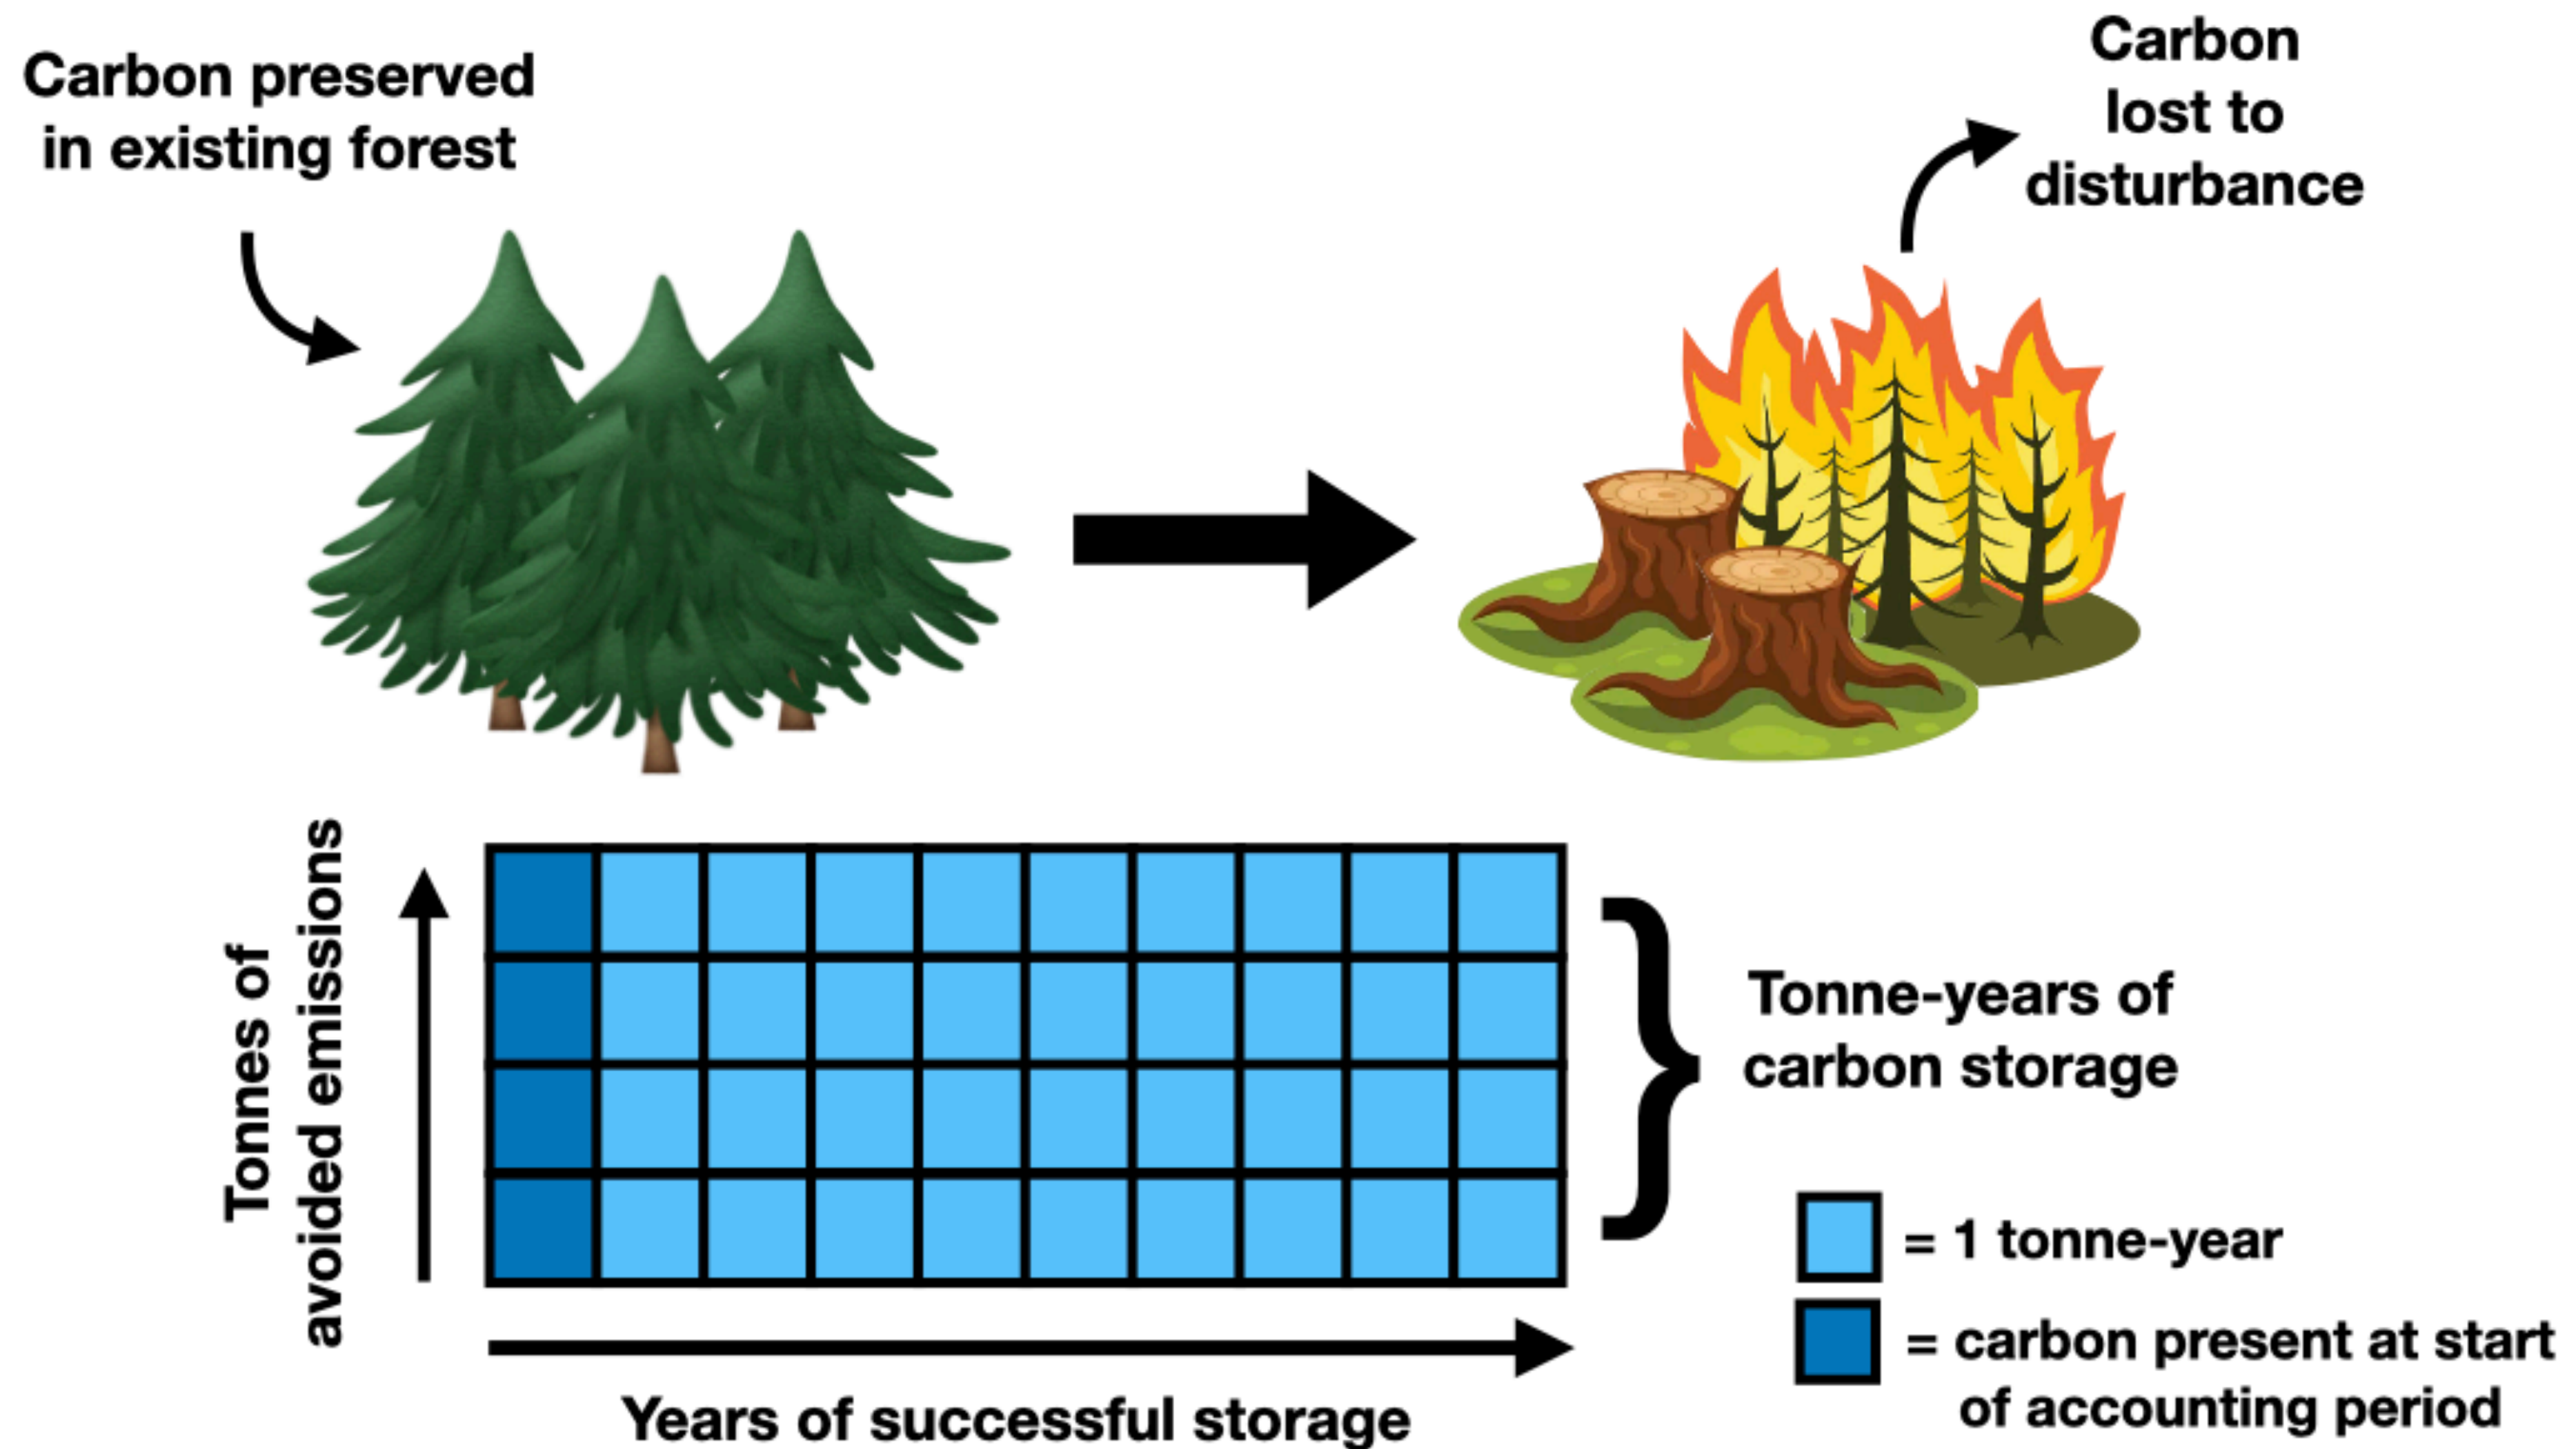 Carbon preserved
in existing forest
Carbon
lost to
disturbance
Tonnes of
avoided emissions
Tonne-years of
carbon storage
= 1 tonne-year
= carbon present at start
of accounting period
Years of successful storage